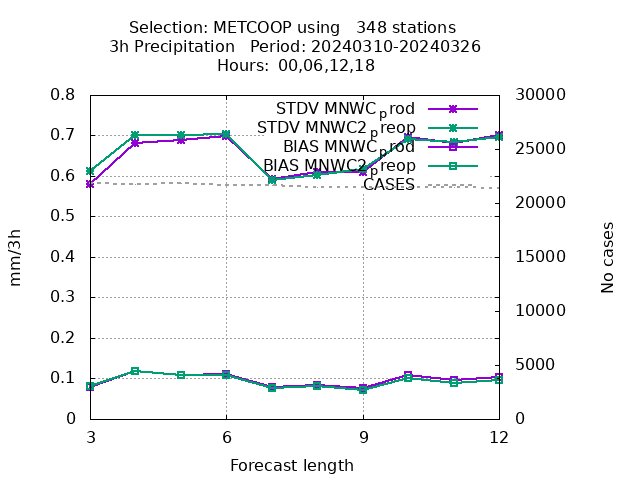 Selection: METCOOP using   348 stations
3h Precipitation   Period: 20240310-20240326
Hours:  00,06,12,18
STDV MNWC_prod
STDV MNWC2_preop
BIAS MNWC_prod
BIAS MNWC2_preop
CASES
0.8
0.7
0.6
0.5
0.4
0.3
0.2
0.1
0
30000
25000
20000
15000
10000
5000
0
mm/3h
No cases
3 6 9 12
Forecast length